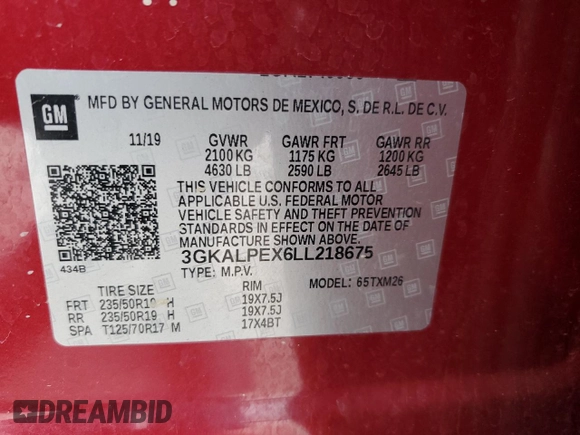 GM
MFD BY GENERAL MOTORS DE MEXICO, S. DE R.L. DE C.V.
11/19 GVWR GAWR FRT GAWR RR
2100 KG 1175 KG 1200 KG
4630 LB 2590 LB 2645 LB
THIS VEHICLE CONFORMS TO ALL
APPLICABLE U.S. FEDERAL MOTOR
VEHICLE SAFETY AND THEFT PREVENTION
STANDARDS IN EFFECT ON THE DATE OF
MANUFACTURE SHOWN ABOVE.
434B
3GKALPEX6LL218675
TYPE: M.P.V. MODEL: 65TXM26
TIRE SIZE RIM
FRT 235/50R19 H 19X7.5J
RR 235/50R19 H 19X7.5J
SPA T125/70R17 M 17X4BT
DREAMBID